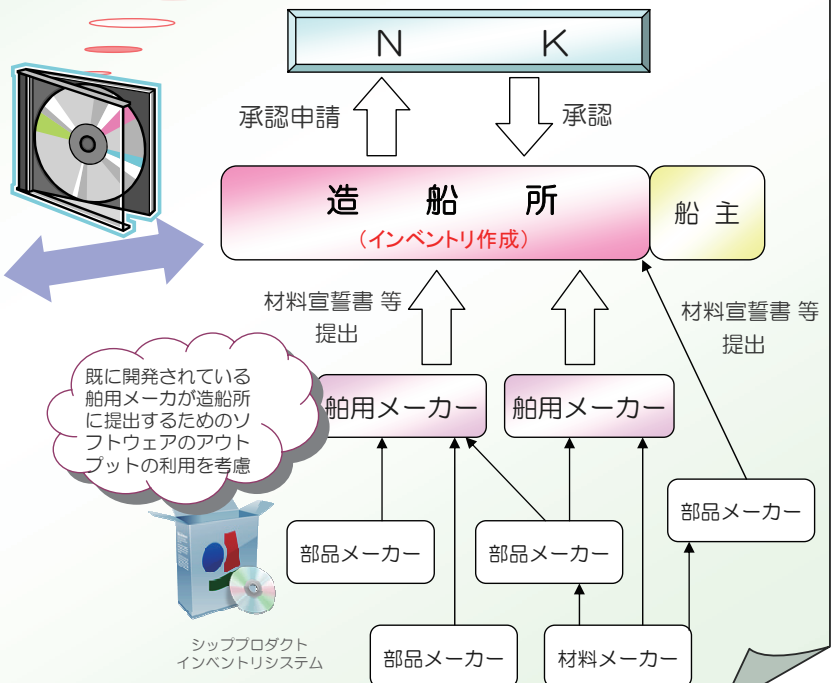 N K
承認申請
承認
造 船 所
(インベントリ作成)
船 主
材料宣誓書 等
提出
材料宣誓書 等
提出
既に開発されている
舶用メーカが造船所
に提出するためのソ
フトウェアのアウト
プットの利用を考慮
舶用メーカー
舶用メーカー
部品メーカー
部品メーカー
部品メーカー
シッププロダクト
インベントリシステム
部品メーカー
材料メーカー